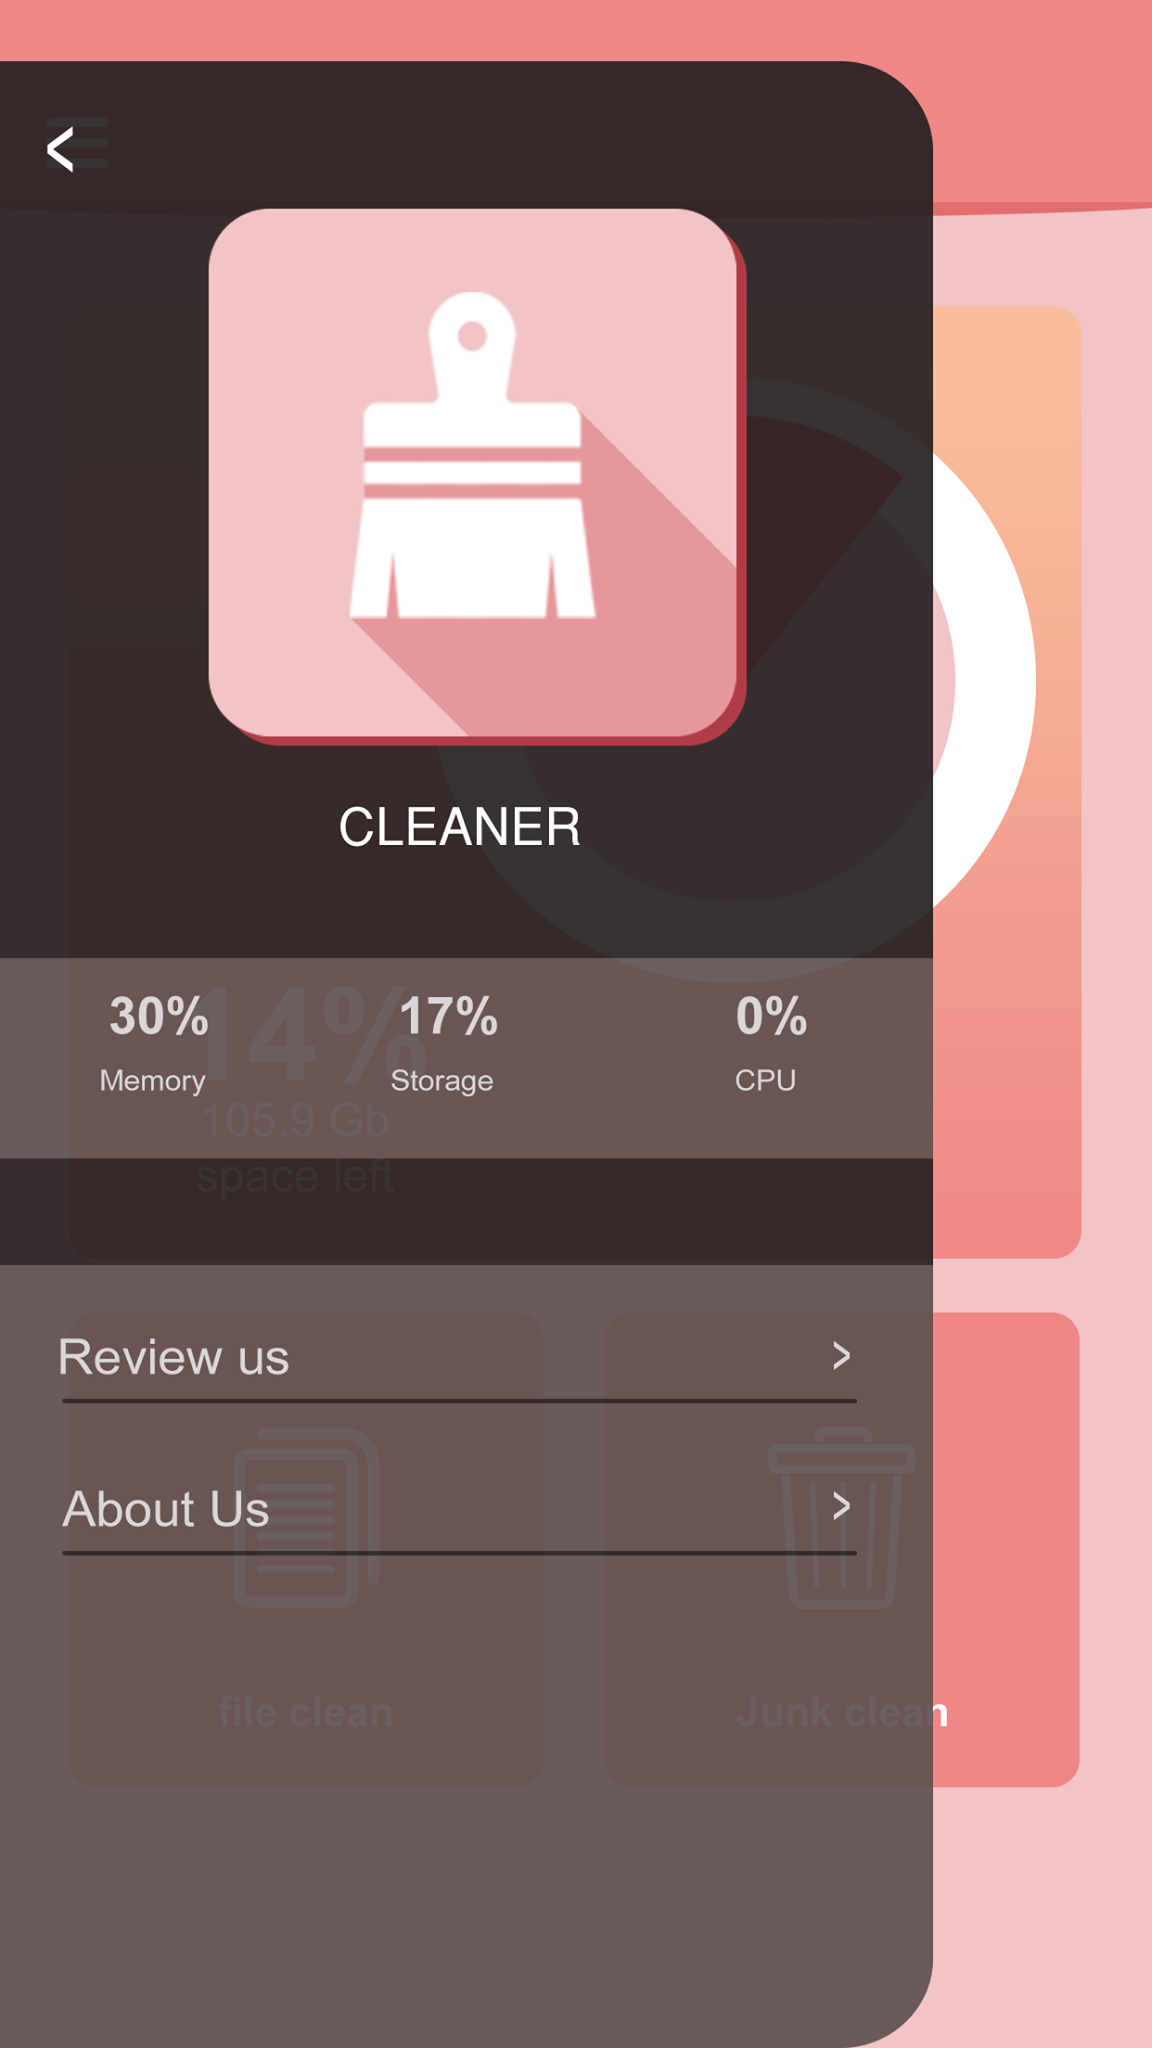 CLEANER
30% 17% 0%
Memory Storage CPU
14%
105.9 Gb
space left
Review us
About Us
file clean Junk clean